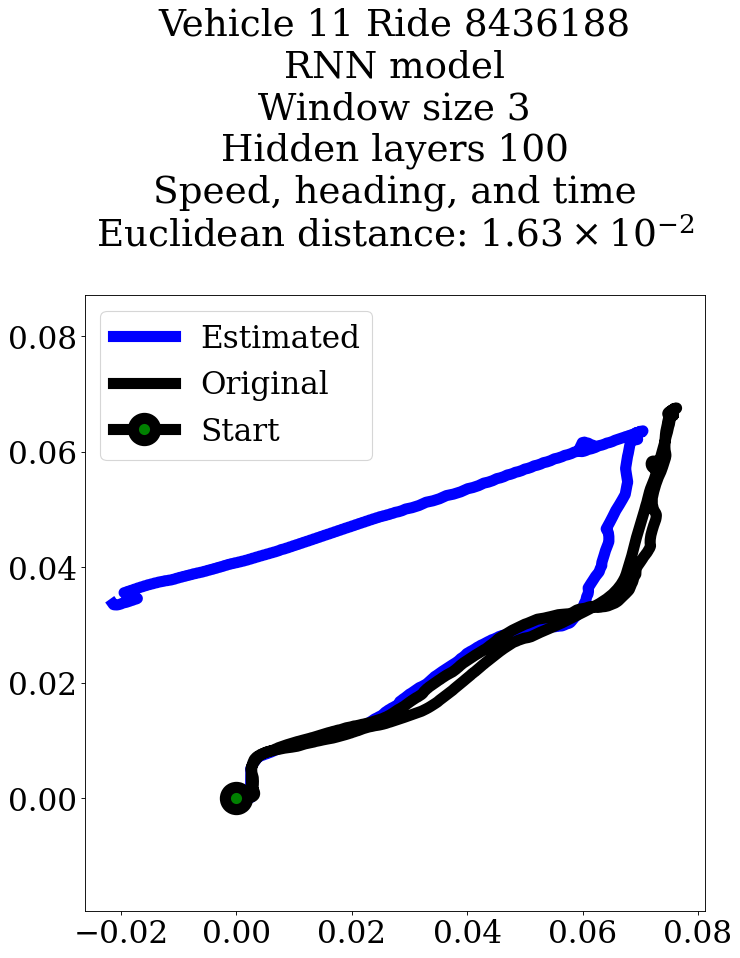 Vehicle 11 Ride 8436188
RNN model
Window size 3
Hidden layers 100
Speed, heading, and time
Euclidean distance: 1.63 × 10⁻²
Estimated
Original
Start
0.08
0.06
0.04
0.02
0.00
−0.02 0.00 0.02 0.04 0.06 0.08